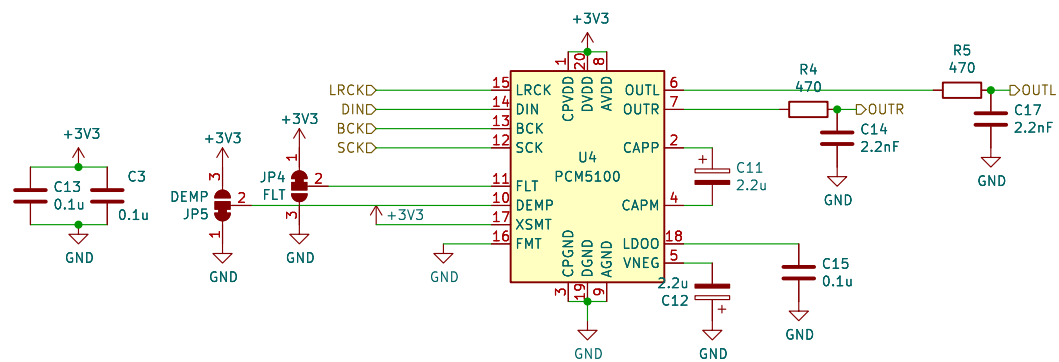 +3V3
R5
470
OUTL
R4
470
OUTR
C17
2.2nF
GND
C14
2.2nF
GND
1
20
8
CPVDD
DVDD
AVDD
LRCK
15
LRCK
OUTL
6
DIN
14
DIN
OUTR
7
BCK
13
BCK
SCK
12
SCK
CAPP
2
U4
PCM5100
C11
2.2u
+
11
FLT
10
DEMP
CAPM
4
17
XSMT
16
FMT
LDOO
18
VNEG
5
CPGND
DGND
AGND
3
19
9
GND
+3V3
C13
0.1u
C3
0.1u
GND
+3V3
3
DEMP
JP5
2
1
GND
+3V3
1
JP4
FLT
2
3
GND
+3V3
GND
2.2u
C12
+
GND
C15
0.1u
GND